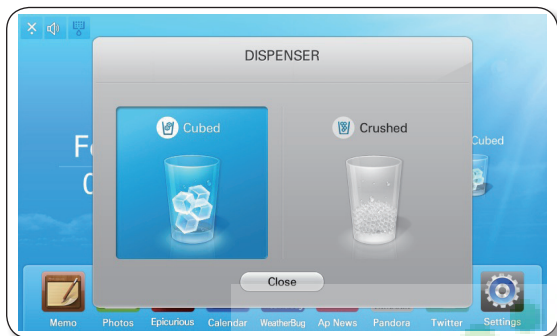 DISPENSER
Cubed
Crushed
Cubed
Close
Memo Photos Epicurious Calendar WeatherBug Ap News Pandora Twitter Settings